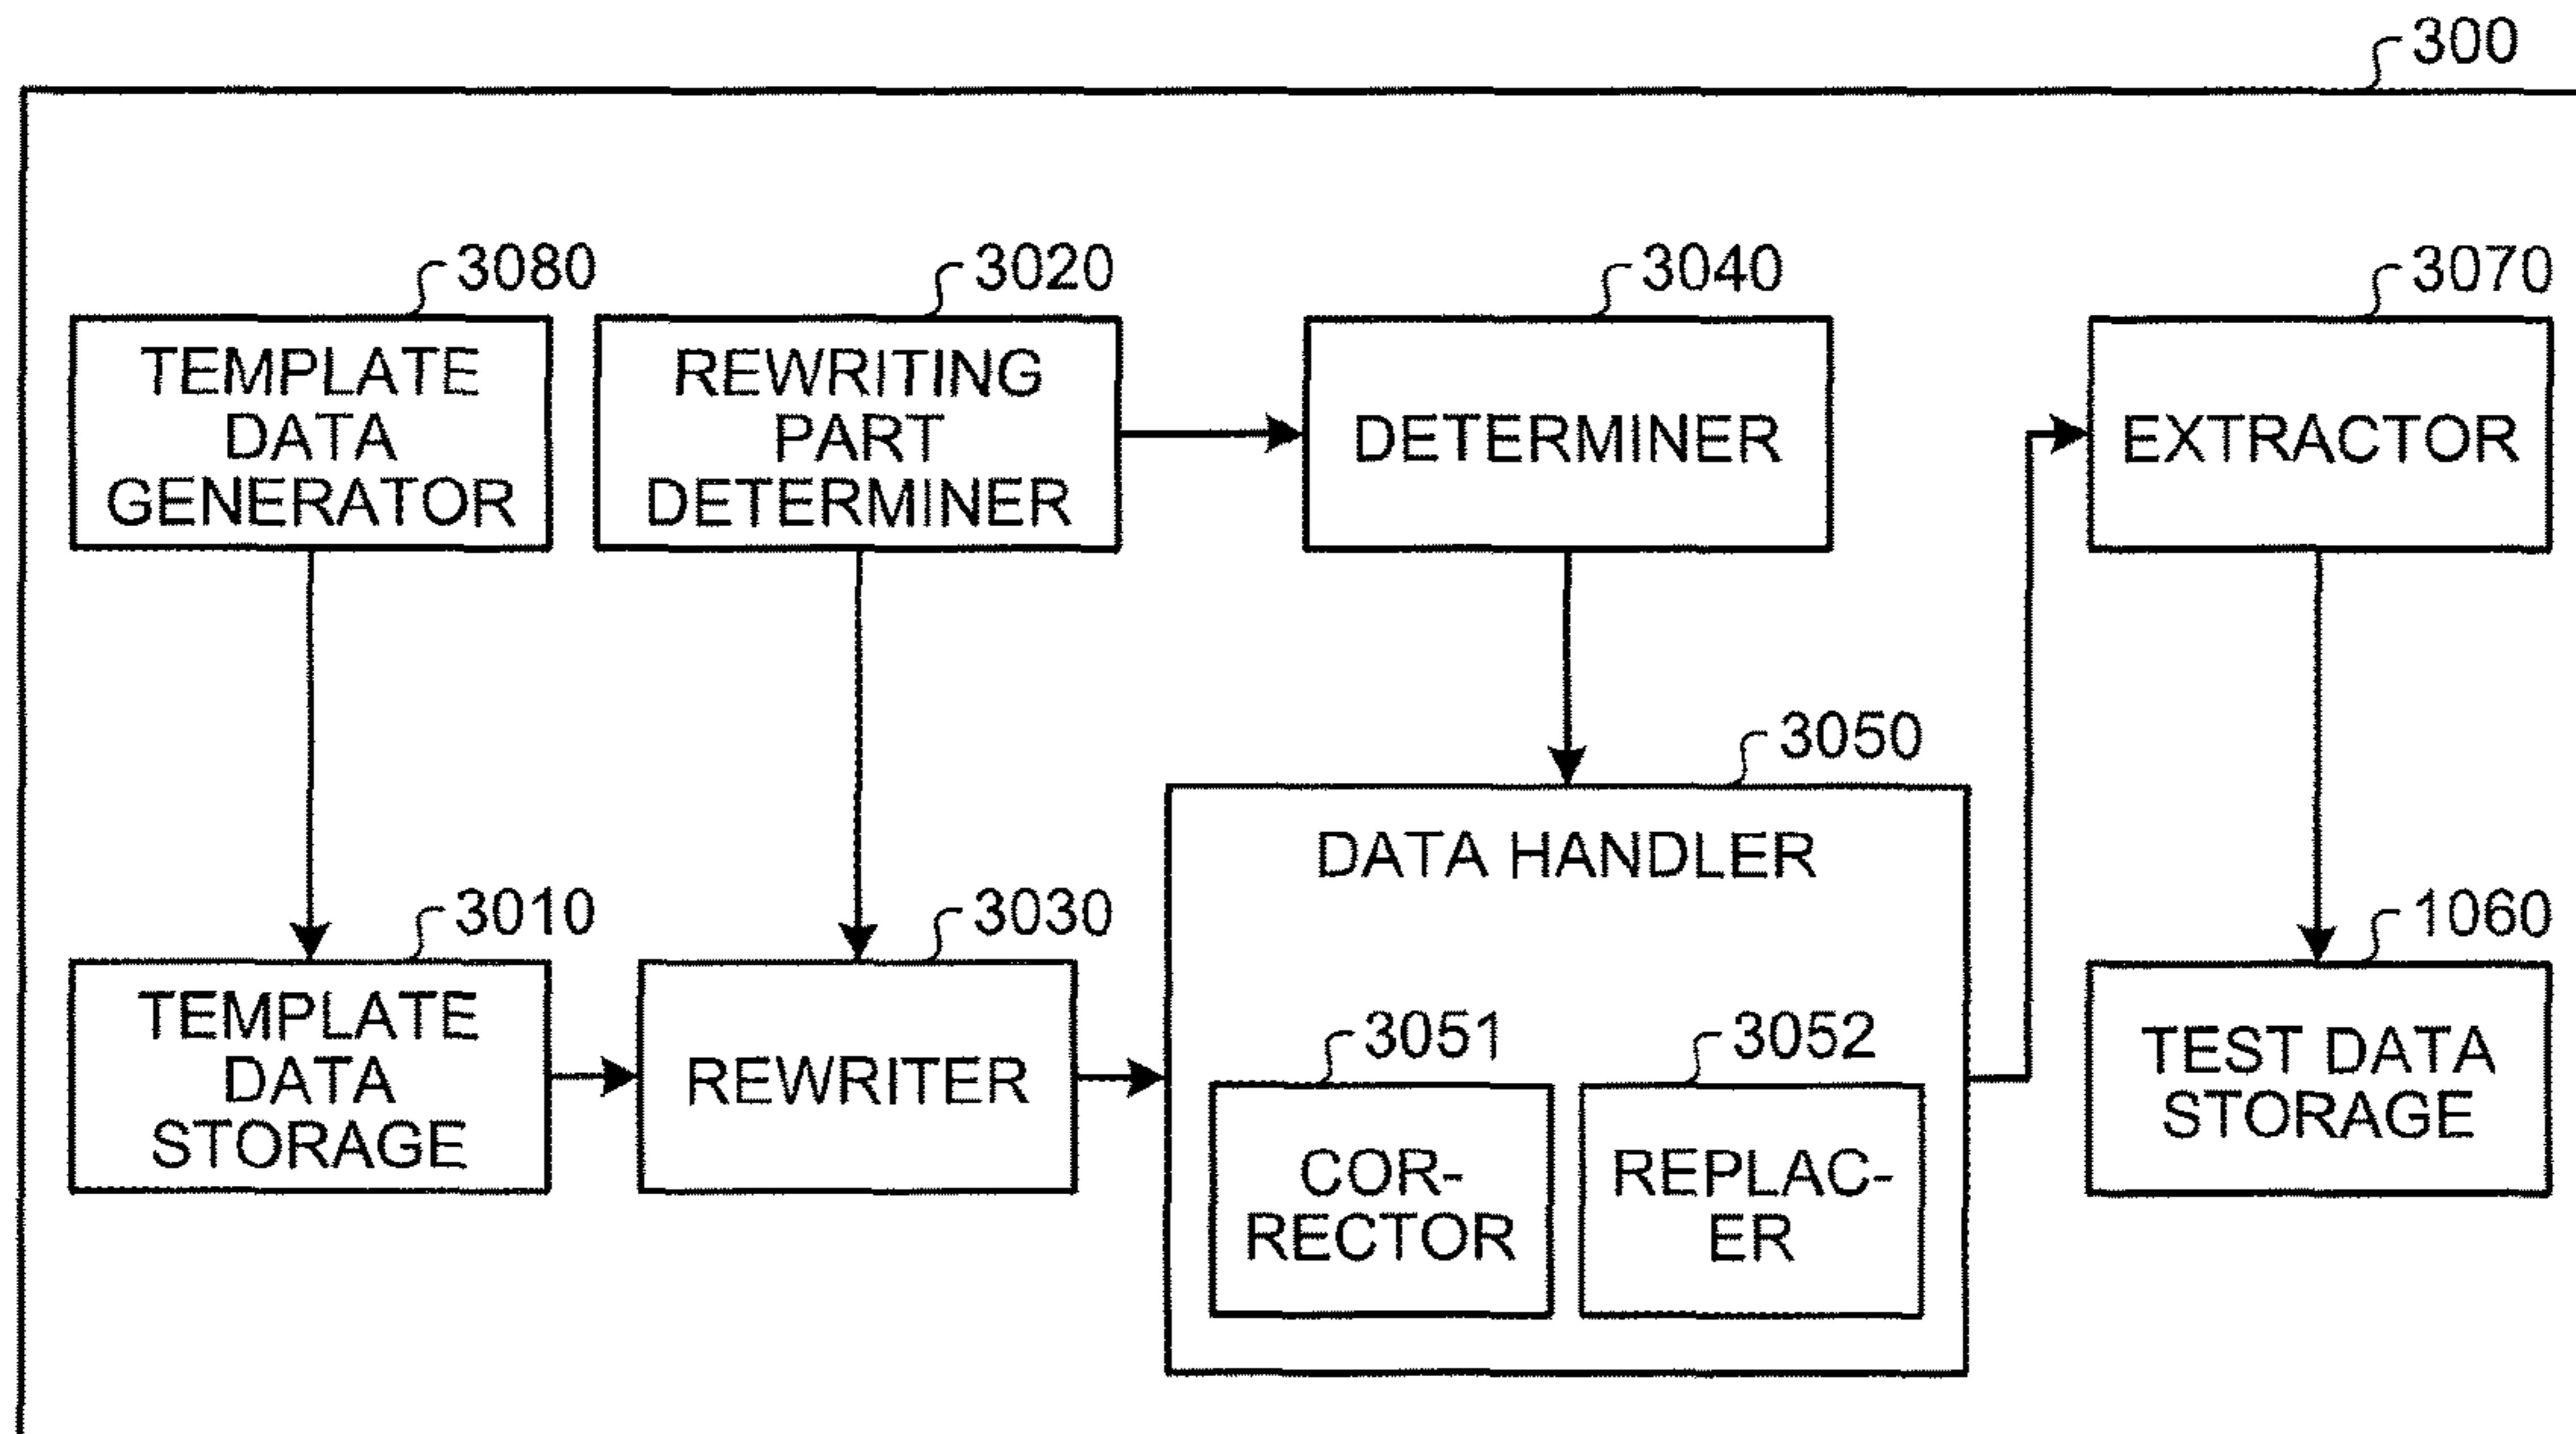 300
3080
TEMPLATE
DATA
GENERATOR
3020
REWRITING
PART
DETERMINER
3040
DETERMINER
3070
EXTRACTOR
3010
TEMPLATE
DATA
STORAGE
3030
REWRITER
3050
DATA HANDLER
3051
COR-
RECTOR
3052
REPLAC-
ER
1060
TEST DATA
STORAGE